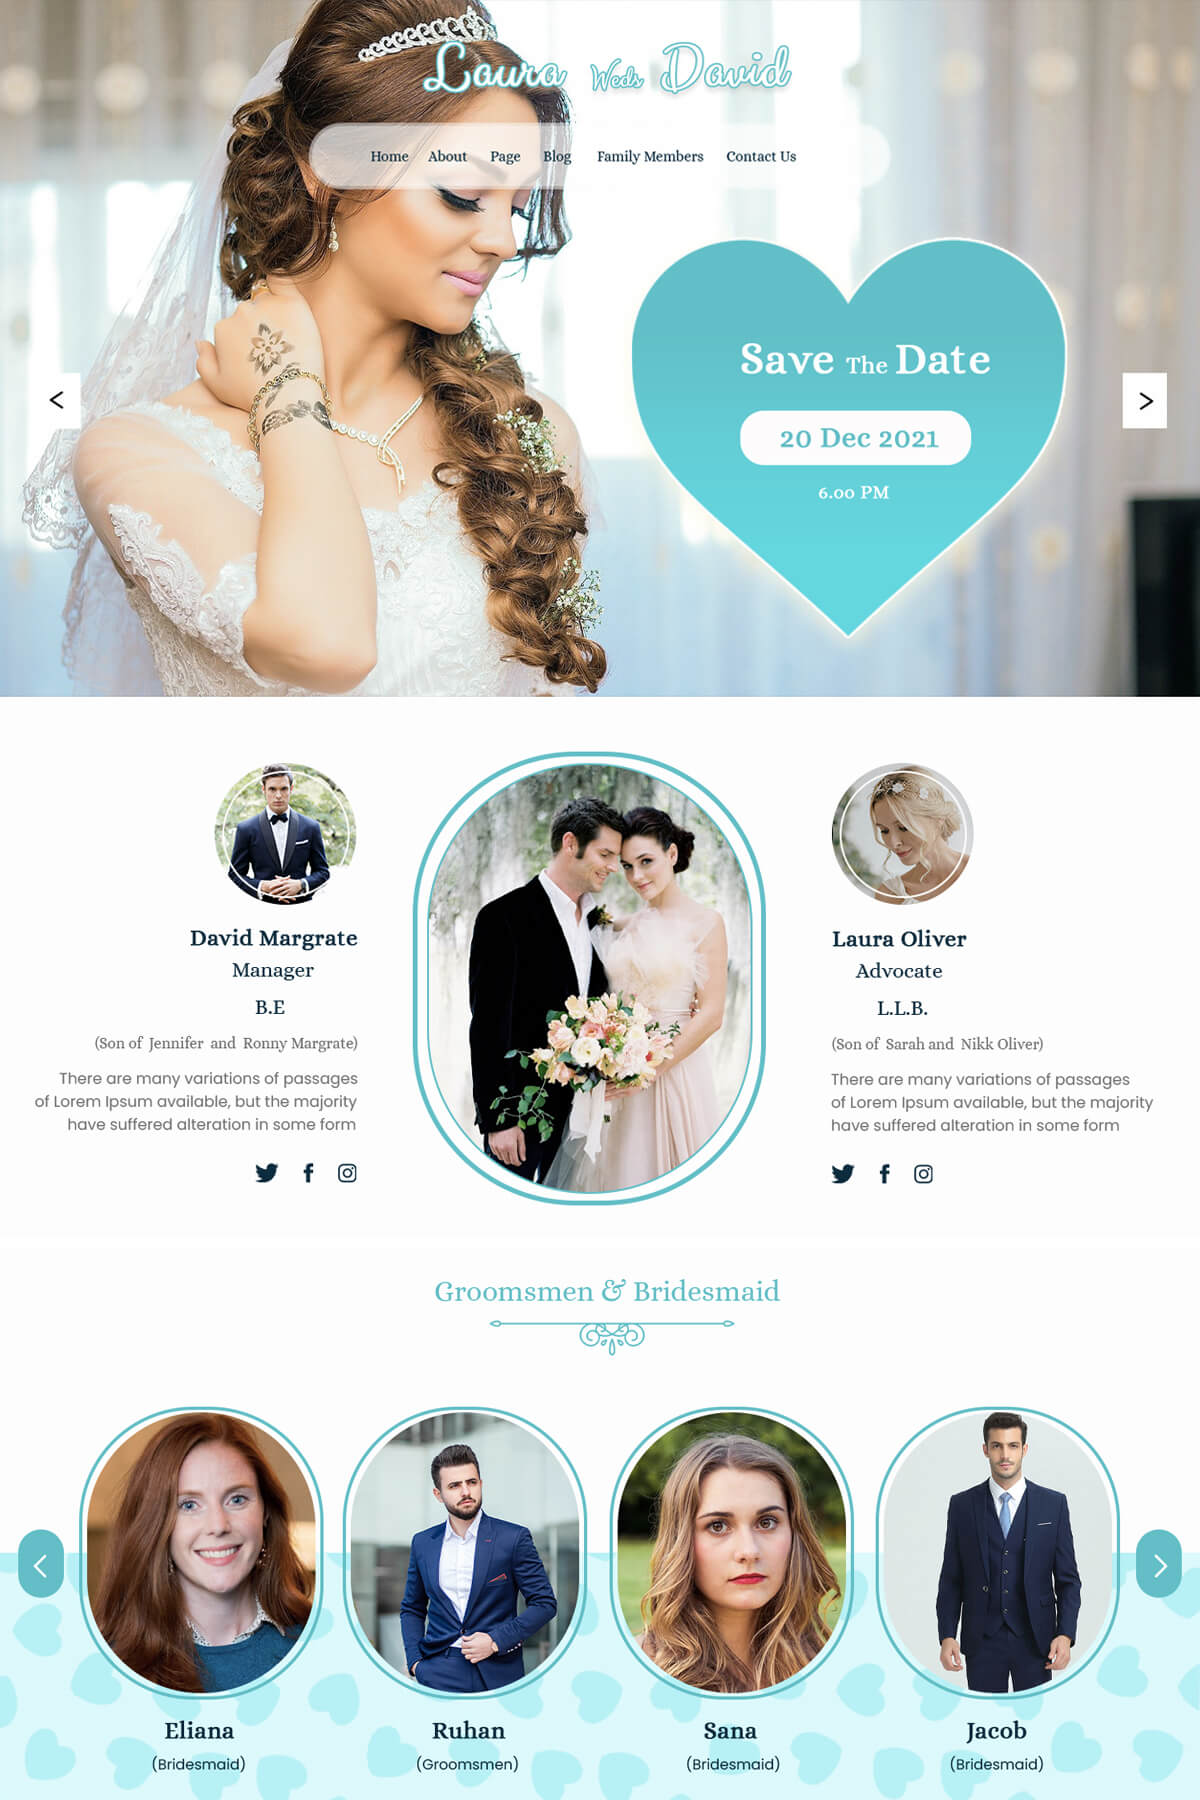 Laura Weds David
Home About Page Blog Family Members Contact Us
Save The Date
20 Dec 2021
6.00 PM
David Margrate
Manager
B.E
(Son of Jennifer and Ronny Margrate)
There are many variations of passages
of Lorem Ipsum available, but the majority
have suffered alteration in some form
Laura Oliver
Advocate
L.L.B.
(Son of Sarah and Nikk Oliver)
There are many variations of passages
of Lorem Ipsum available, but the majority
have suffered alteration in some form
Groomsmen & Bridesmaid
Eliana
(Bridesmaid)
Ruhan
(Groomsmen)
Sana
(Bridesmaid)
Jacob
(Bridesmaid)